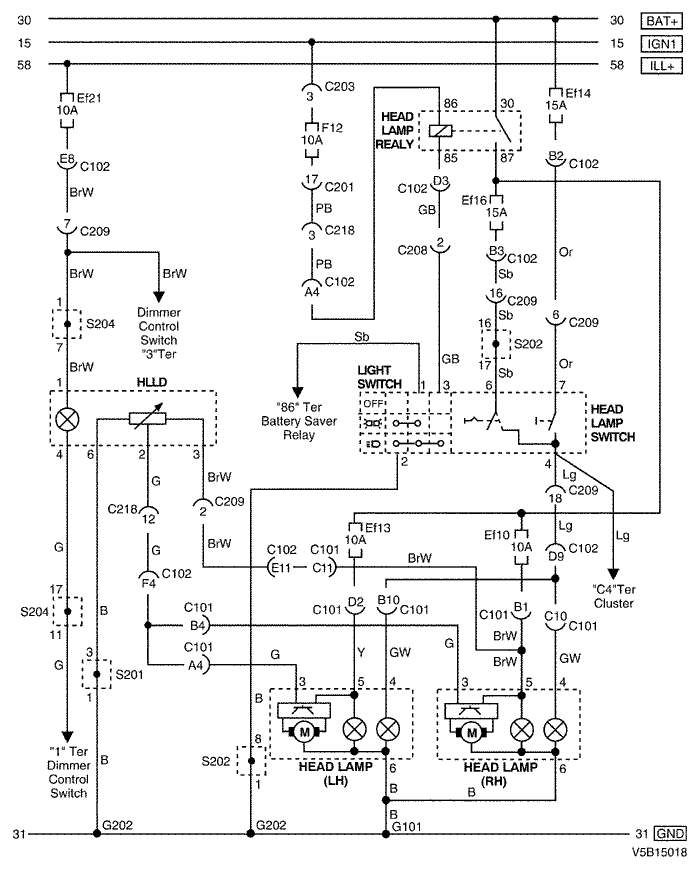 30 30 BAT+
15 15 IGN1
58 58 ILL+
Ef21
10A
E8 C102
BrW
7 C209
BrW BrW
1
S204
7
Dimmer
Control
Switch
"3"Ter
BrW
1
HLLD
C203
3
F12
10A
17 C201
PB
3 C218
PB
C102
A4
86 30
HEAD
LAMP
REALY
85 87
D3
C102
GB
2
C208
GB
Ef16
15A
B3 C102
Sb
16 C209
Sb
16
S202
17 Sb
Ef14
15A
B2
C102
Or
6
C209
Or
Sb
"86" Ter
Battery Saver
Relay
LIGHT
SWITCH
1 3 6 7
OFF
HEAD
LAMP
SWITCH
2 4
4 6 2 3
G
C218
12
G
F4 C102
BrW
C209
2
BrW
C102 C101
E11 C11 BrW
Lg
C209
18
Lg
C102
D9
Lg
"C4"Ter
Cluster
Ef13
10A
Ef10
10A
G
17
S204
11
G
B
3
S201
1
B
C101
B4
C101
A4 G
D2 B10
C101 C101
Y GW
B1 C10
C101 C101
BrW
BrW
GW
G
3 5 4
M
HEAD LAMP
(LH)
6
3 5 4
M
HEAD LAMP
(RH)
6
B
8
S202
1
B
B
B
"1" Ter
Dimmer
Control
Switch
31 G202 G202 G101 31 GND
V5B15018